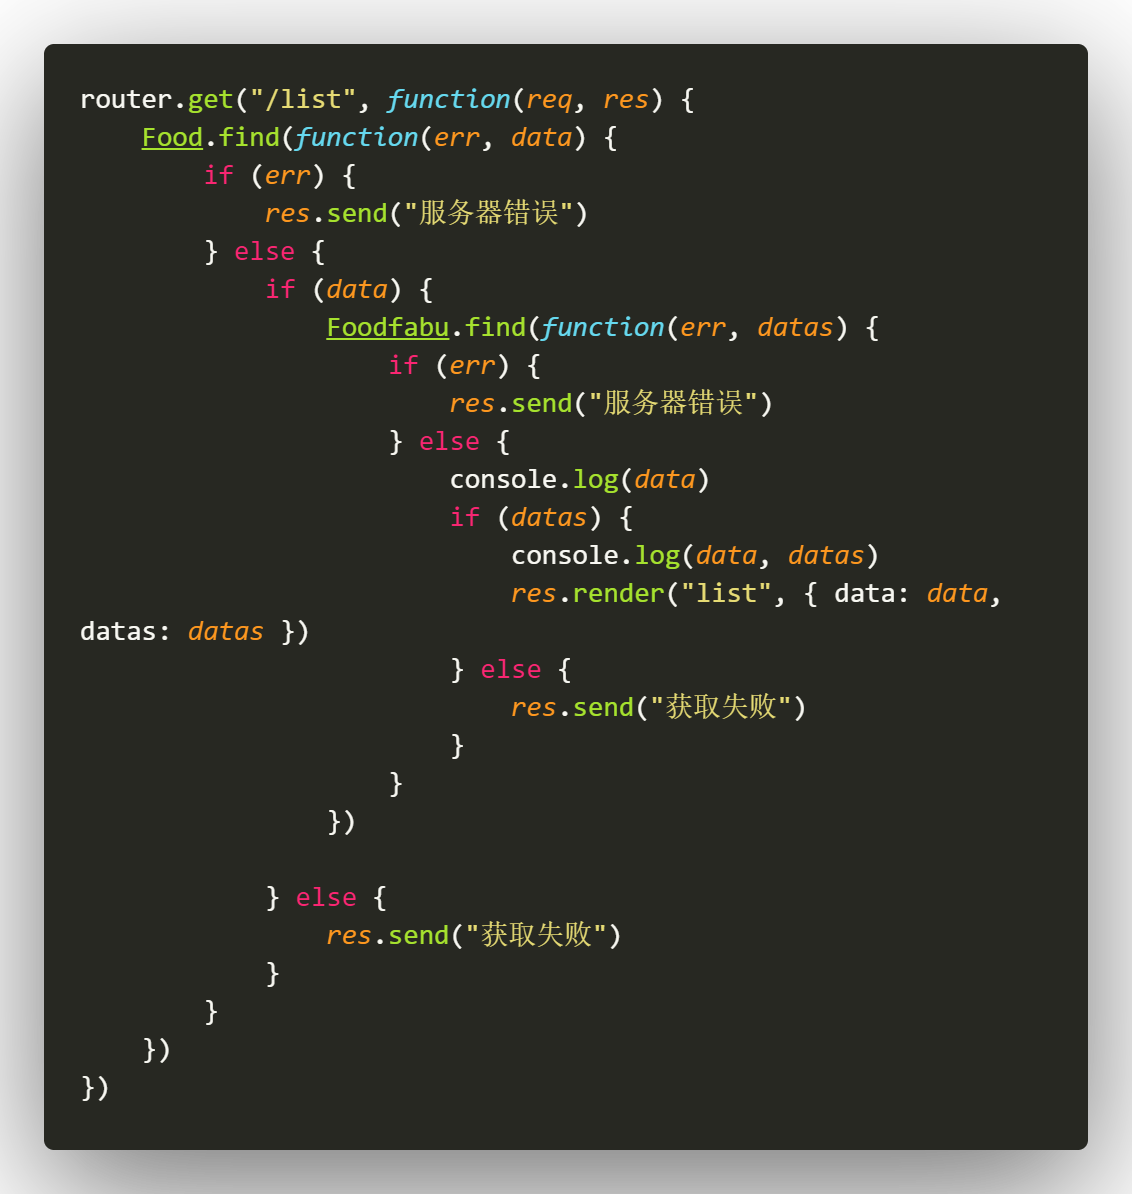 router.get("/list", function(req, res) {
    Food.find(function(err, data) {
        if (err) {
            res.send("服务器错误")
        } else {
            if (data) {
                Foodfabu.find(function(err, datas) {
                    if (err) {
                        res.send("服务器错误")
                    } else {
                        console.log(data)
                        if (datas) {
                            console.log(data, datas)
                            res.render("list", { data: data,
datas: datas })
                        } else {
                            res.send("获取失败")
                        }
                    }
                })

            } else {
                res.send("获取失败")
            }
        }
    })
})